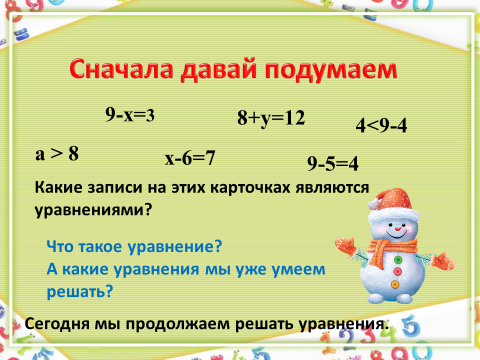 Сначала давай подумаем
9-х=3
8+у=12
4<9-4
а > 8
х-6=7
9-5=4
Какие записи на этих карточках являются
уравнениями?
Что такое уравнение?
А какие уравнения мы уже умеем
решать?
Сегодня мы продолжаем решать уравнения.